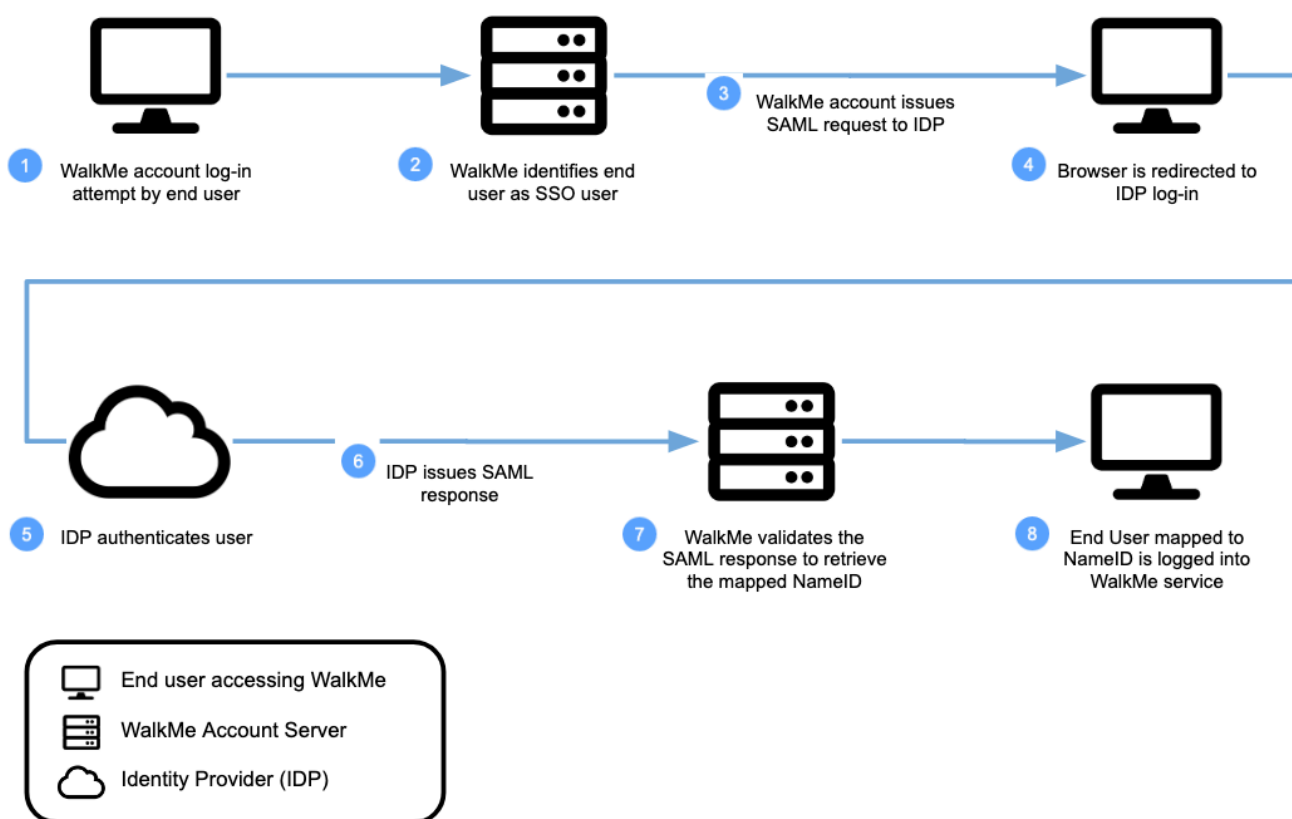 1
WalkMe account log-in
attempt by end user
2
WalkMe identifies end
user as SSO user
3
WalkMe account issues
SAML request to IDP
4
Browser is redirected to
IDP log-in
5
IDP authenticates user
6
IDP issues SAML
response
7
WalkMe validates the
SAML response to retrieve
the mapped NameID
8
End User mapped to
NameID is logged into
WalkMe service
End user accessing WalkMe
WalkMe Account Server
Identity Provider (IDP)